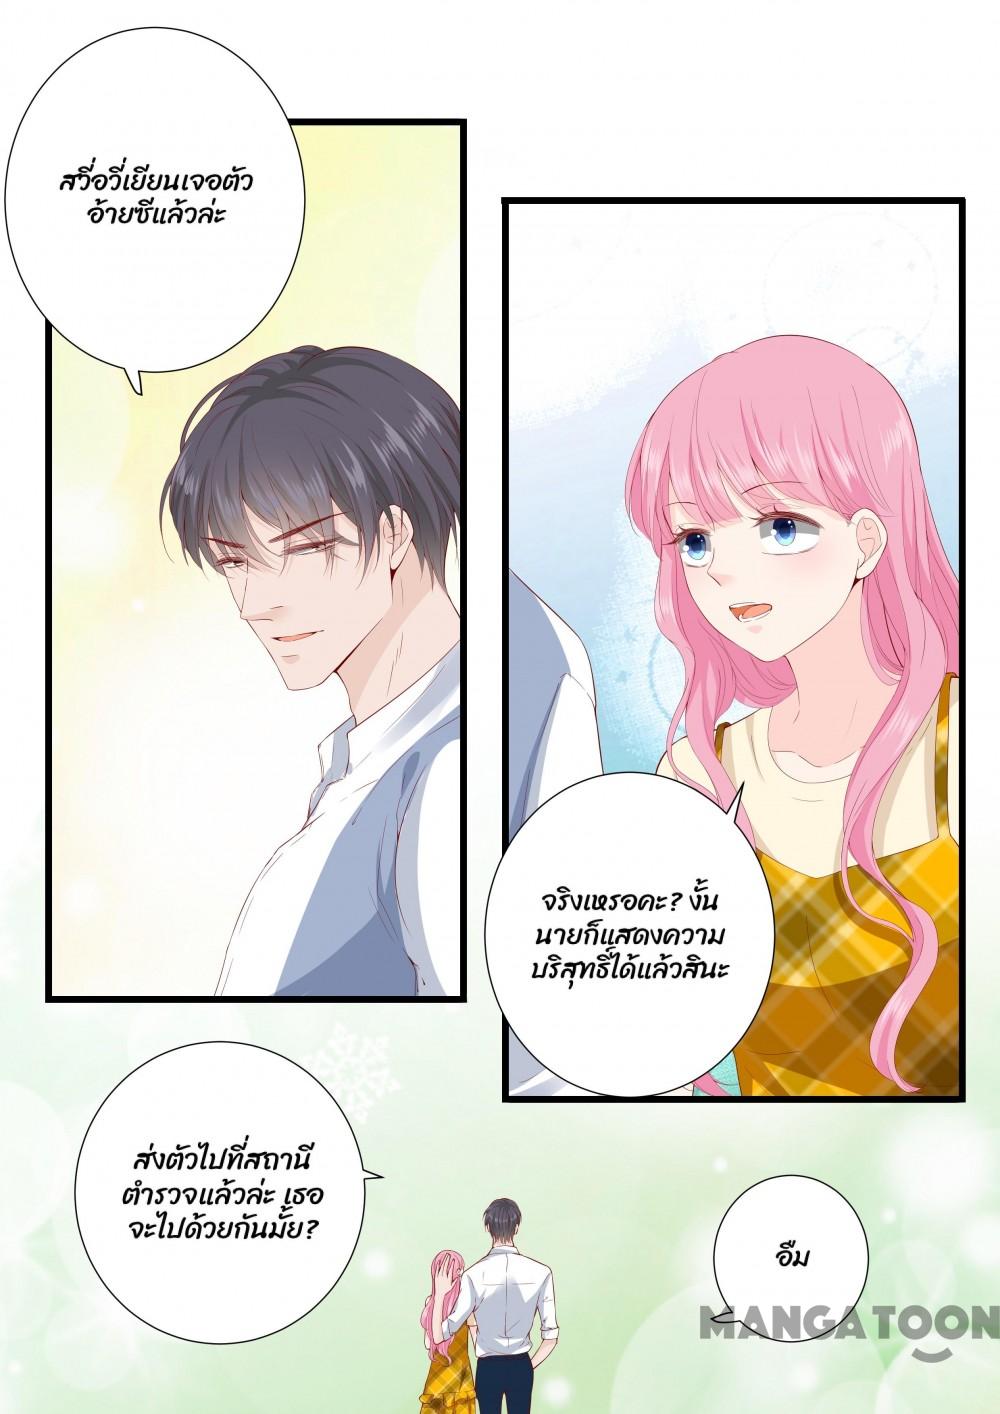 สวี่อวี่เยียนเจอตัว
อ้ายซีแล้วล่ะ
จริงเหรอคะ? งั้น
นายก็แสดงความ
บริสุทธิ์ได้แล้วสินะ
ส่งตัวไปที่สถานี
ตำรวจแล้วล่ะ เธอ
จะไปด้วยกันมั้ย?
อืม
MANGATOON